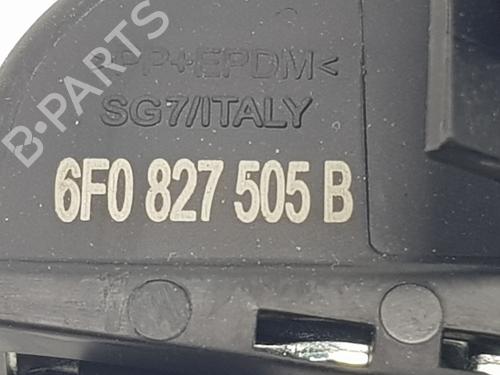 >PP+EPDM<
SG7/ITALY
6F0 827 505 B
B-PARTS